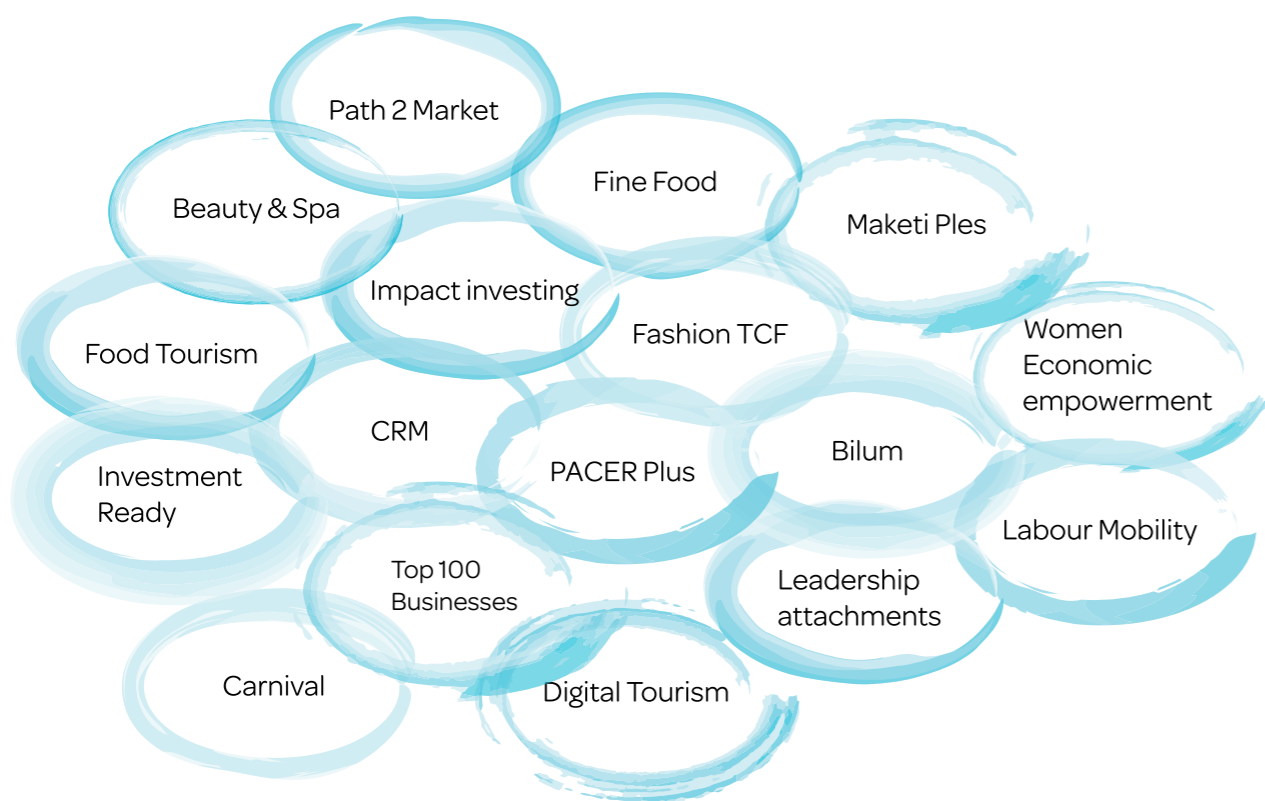 Path 2 Market
Fine Food
Beauty & Spa
Maketi Ples
Impact investing
Fashion TCF
Women
Economic
empowerment
Food Tourism
CRM
Bilum
PACER Plus
Investment
Ready
Labour Mobility
Top 100
Businesses
Leadership
attachments
Carnival
Digital Tourism